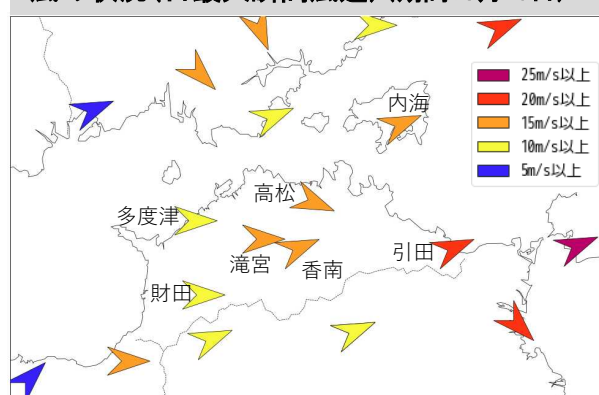 25m/s以上
20m/s以上
15m/s以上
10m/s以上
5m/s以上
内海
高松
多度津
引田
滝宮
香南
財田